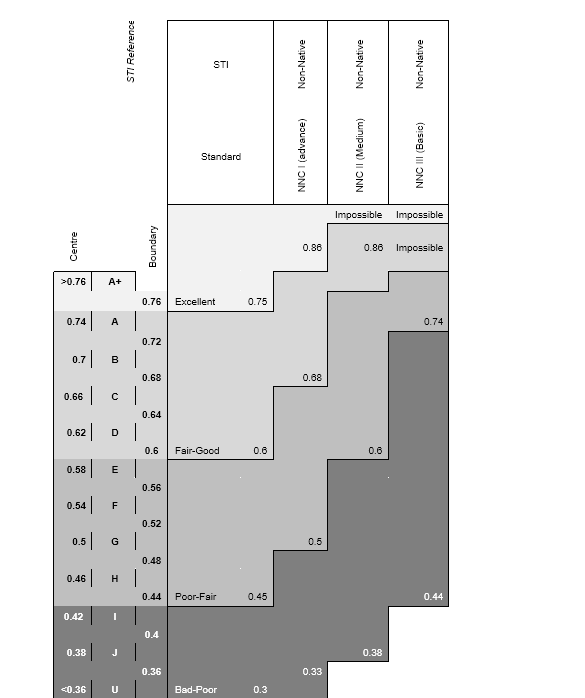 STI Reference
STI
Standard
Non-Native
NNC I (advance)
Non-Native
NNC II (Medium)
Non-Native
NNC III (Basic)
Centre
Boundary
Impossible Impossible
0.86 0.86 Impossible
>0.76 A+
0.76 Excellent 0.75
0.74 A 0.74
0.72
0.7 B
0.68 0.68
0.66 C
0.64
0.62 D
0.6 Fair-Good 0.6 0.6
0.58 E
0.56
0.54 F
0.52
0.5 G 0.5
0.48
0.46 H
0.44 Poor-Fair 0.45 0.44
0.42 I
0.4
0.38 J 0.38
0.36 0.33
<0.36 U Bad-Poor 0.3